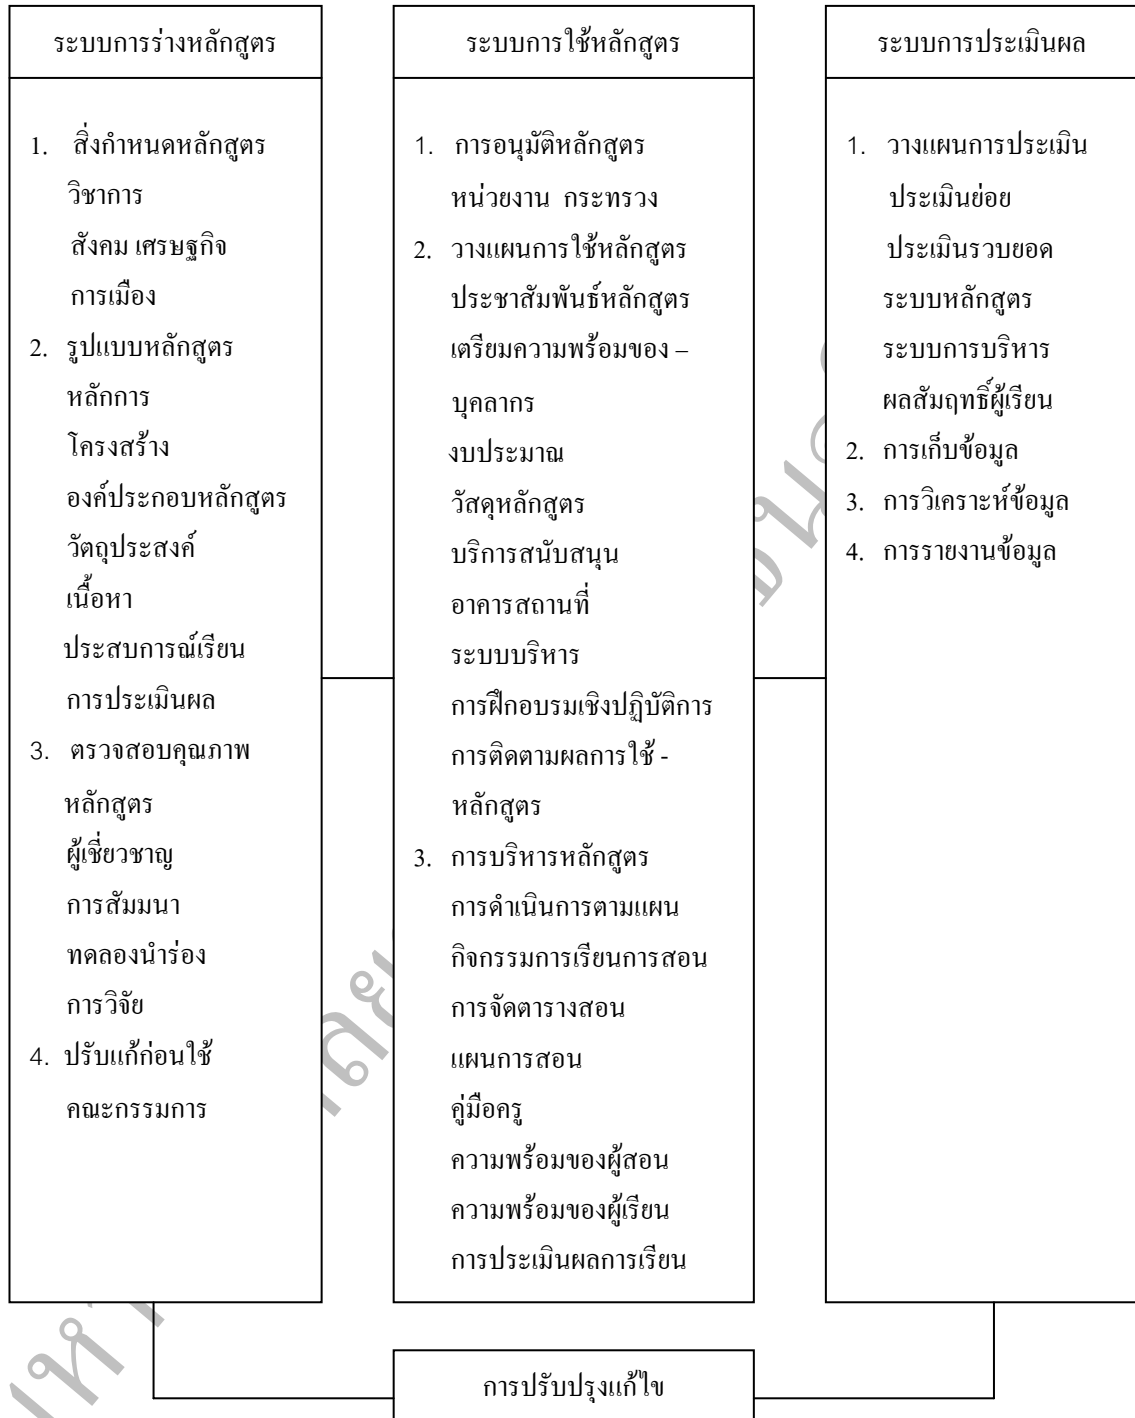 ระบบการร่างหลักสูตร
1. สิ่งกำหนดหลักสูตร
วิชาการ
สังคม เศรษฐกิจ
การเมือง
2. รูปแบบหลักสูตร
หลักการ
โครงสร้าง
องค์ประกอบหลักสูตร
วัตถุประสงค์
เนื้อหา
ประสบการณ์เรียน
การประเมินผล
3. ตรวจสอบคุณภาพ
หลักสูตร
ผู้เชี่ยวชาญ
การสัมมนา
ทดลองนำร่อง
การวิจัย
4. ปรับแก้ก่อนใช้
คณะกรรมการ
ระบบการใช้หลักสูตร
1. การอนุมัติหลักสูตร
หน่วยงาน กระทรวง
2. วางแผนการใช้หลักสูตร
ประชาสัมพันธ์หลักสูตร
เตรียมความพร้อมของ –
บุคลากร
งบประมาณ
วัสดุหลักสูตร
บริการสนับสนุน
อาคารสถานที่
ระบบบริหาร
การฝึกอบรมเชิงปฏิบัติการ
การติดตามผลการใช้ -
หลักสูตร
3. การบริหารหลักสูตร
การดำเนินการตามแผน
กิจกรรมการเรียนการสอน
การจัดตารางสอน
แผนการสอน
คู่มือครู
ความพร้อมของผู้สอน
ความพร้อมของผู้เรียน
การประเมินผลการเรียน
ระบบการประเมินผล
1. วางแผนการประเมิน
ประเมินย่อย
ประเมินรวบยอด
ระบบหลักสูตร
ระบบการบริหาร
ผลสัมฤทธิ์ผู้เรียน
2. การเก็บข้อมูล
3. การวิเคราะห์ข้อมูล
4. การรายงานข้อมูล
การปรับปรุงแก้ไข